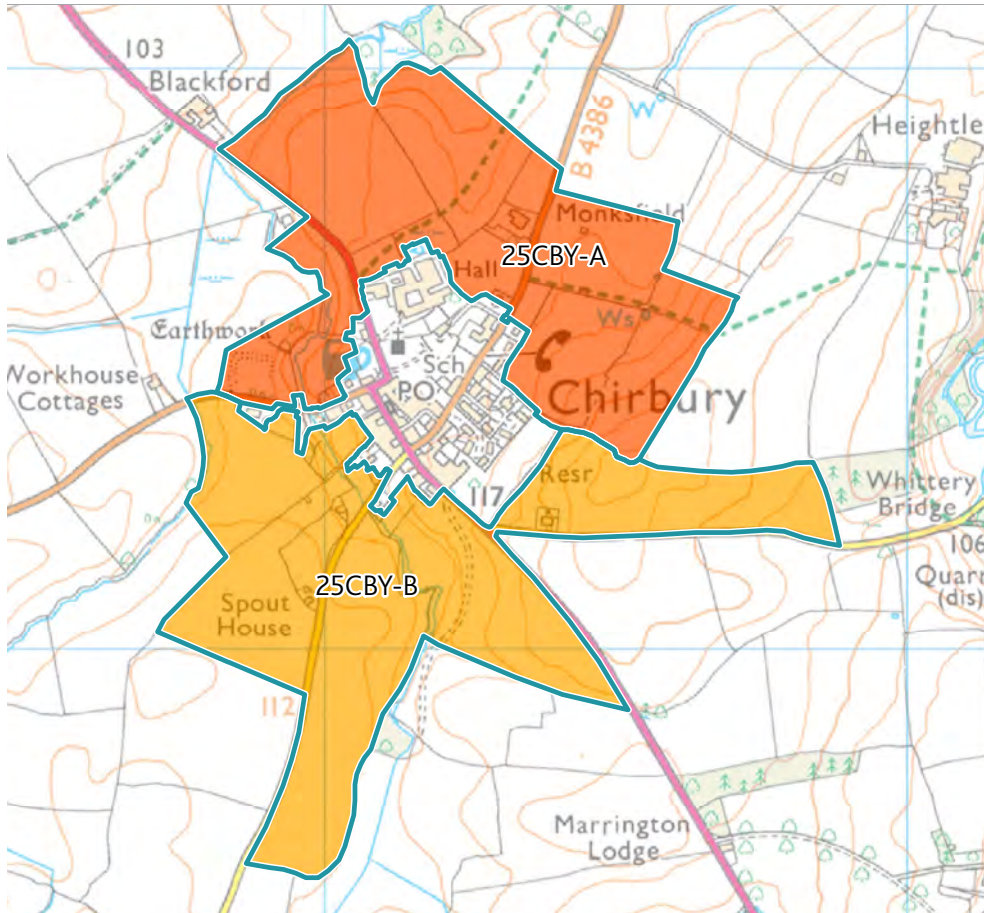 103
Blackford
B 4386
W
Heightle
Monksfield
Hall
25CBY-A
Ws
Earthwork
Workhouse
Cottages
Sch
PO
Chirbury
117
Resr
Whittery
Bridge
106
Quarr
(dis)
25CBY-B
Spout
House
112
Marrington
Lodge